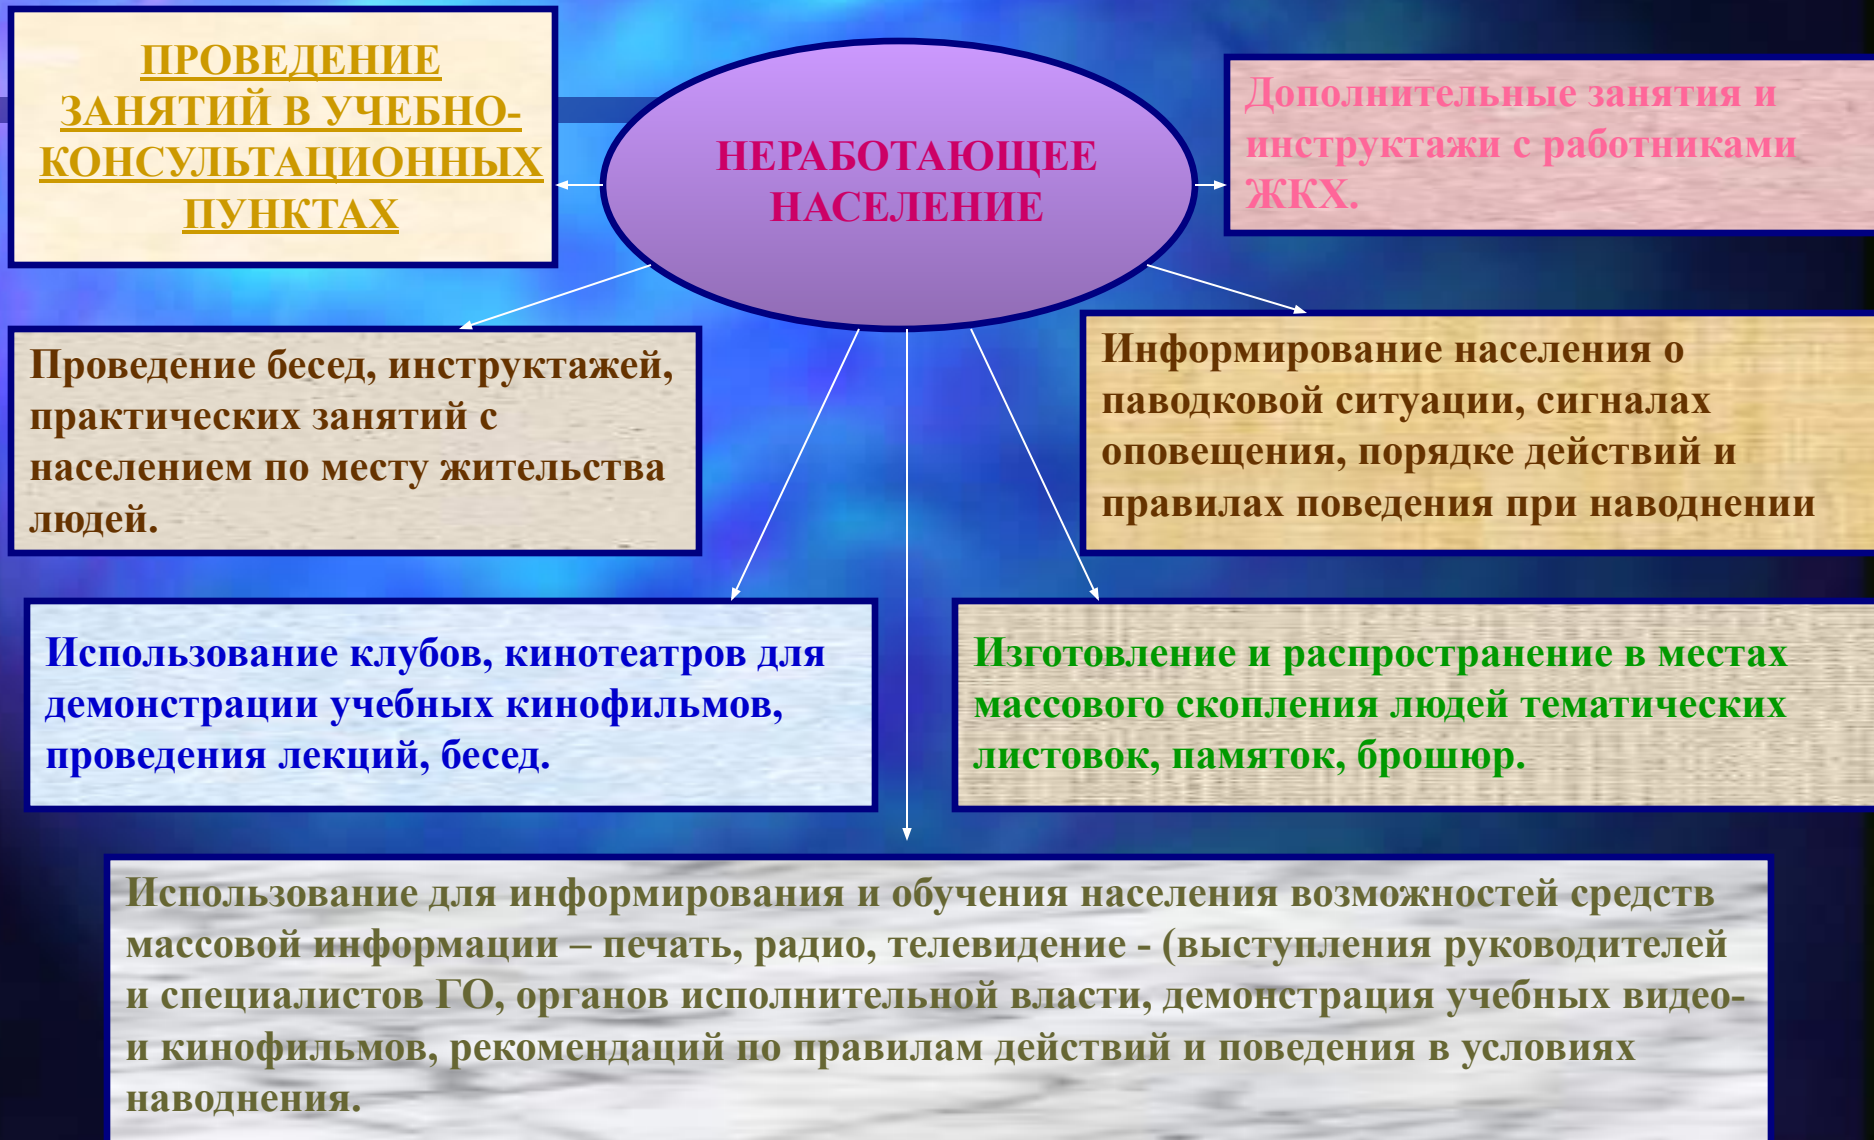 ПРОВЕДЕНИЕ
ЗАНЯТИЙ В УЧЕБНО-
КОНСУЛЬТАЦИОННЫХ
ПУНКТАХ
НЕРАБОТАЮЩЕЕ
НАСЕЛЕНИЕ
Дополнительные занятия и
инструктажи с работниками
ЖКХ.
Проведение бесед, инструктажей,
практических занятий с
населением по месту жительства
людей.
Информирование населения о
паводковой ситуации, сигналах
оповещения, порядке действий и
правилах поведения при наводнении
Использование клубов, кинотеатров для
демонстрации учебных кинофильмов,
проведения лекций, бесед.
Изготовление и распространение в местах
массового скопления людей тематических
листовок, памяток, брошюр.
Использование для информирования и обучения населения возможностей средств
массовой информации – печать, радио, телевидение - (выступления руководителей
и специалистов ГО, органов исполнительной власти, демонстрация учебных видео-
и кинофильмов, рекомендаций по правилам действий и поведения в условиях
наводнения.